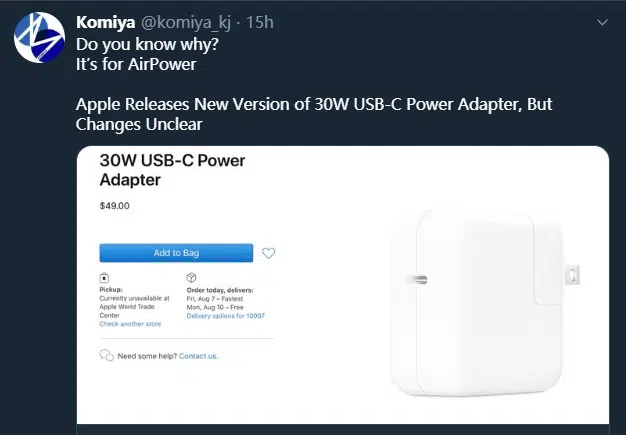 Komiya @komiya_kj · 15h
Do you know why?
It's for AirPower
Apple Releases New Version of 30W USB-C Power Adapter, But
Changes Unclear
30W USB-C Power
Adapter
$49.00
Add to Bag
Pickup:
Currently unavailable at
Apple World Trade
Center
Check another store
Order today, delivers:
Fri, Aug 7 – Fastest
Mon, Aug 10 – Free
Delivery options for 10007
Need some help? Contact us.